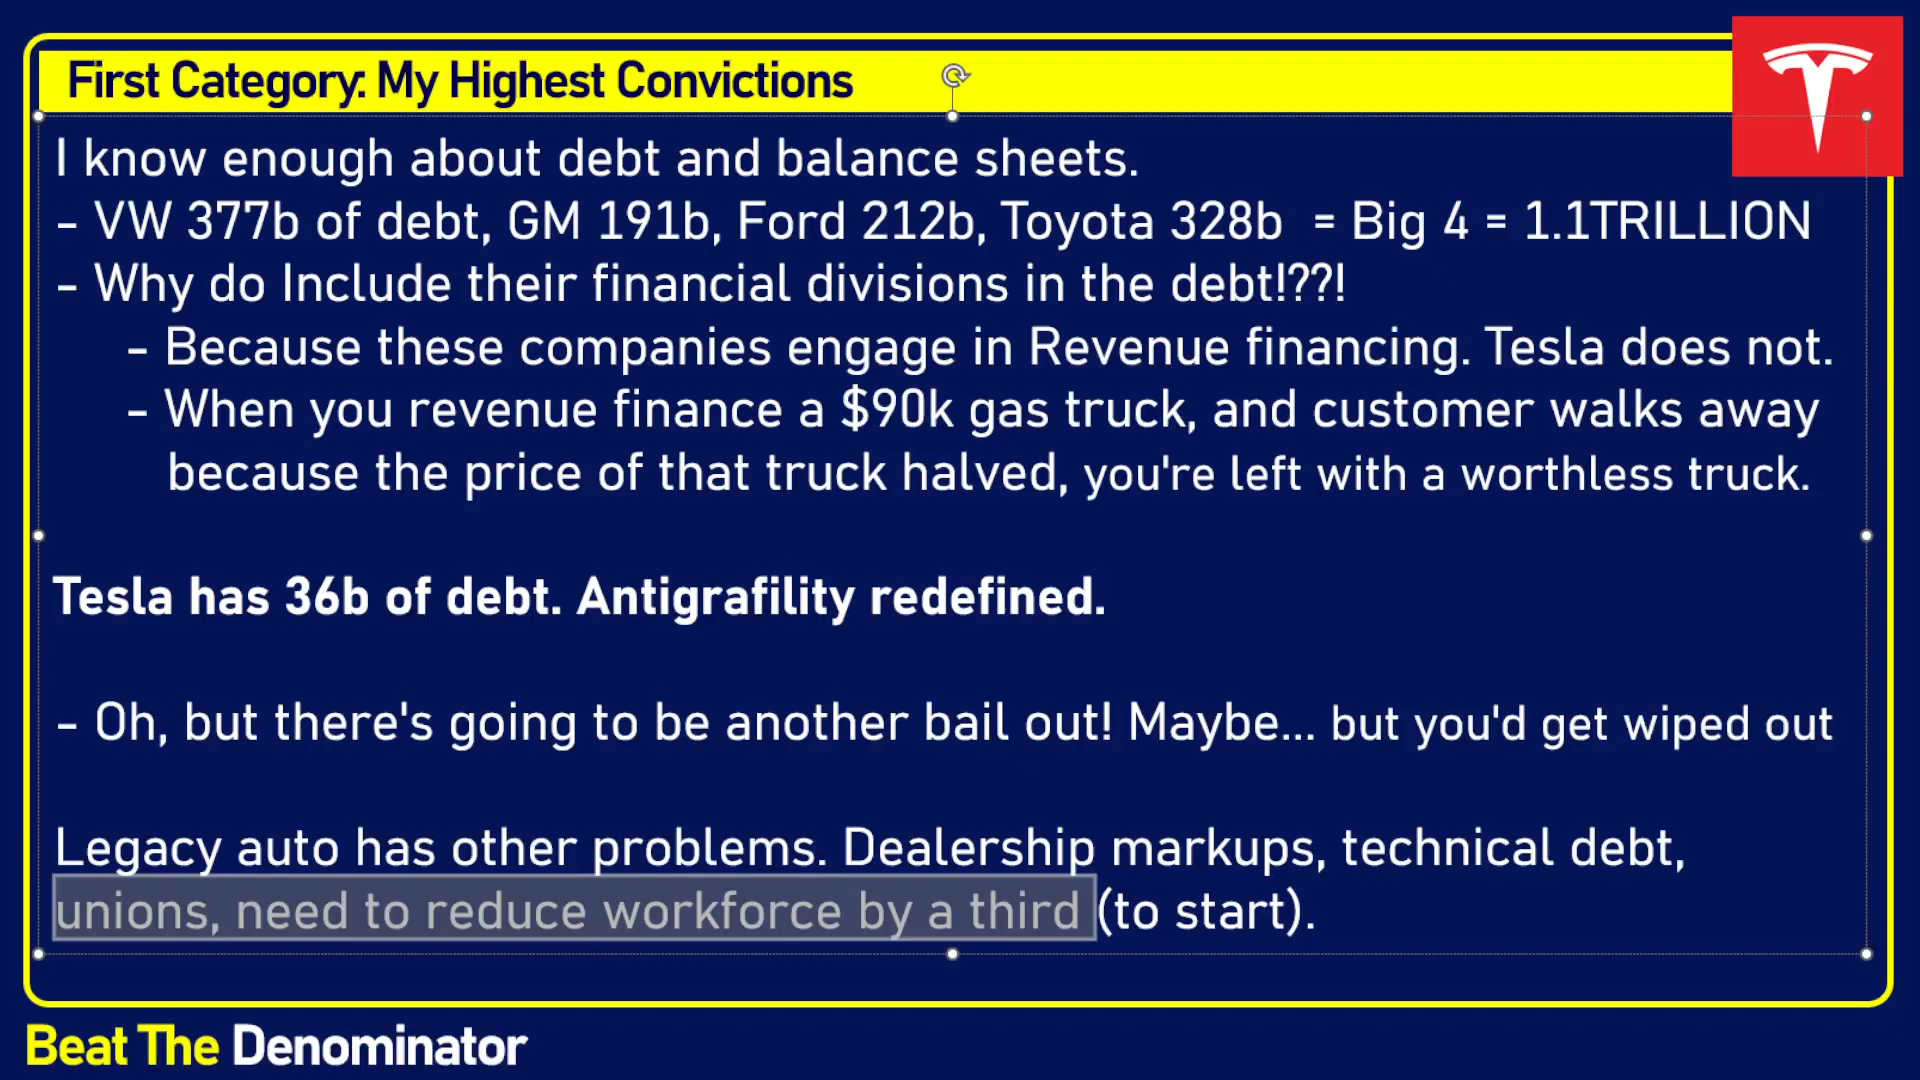 First Category: My Highest Convictions
I know enough about debt and balance sheets.
- VW 377b of debt, GM 191b, Ford 212b, Toyota 328b = Big 4 = 1.1TRILLION
- Why do Include their financial divisions in the debt!??!
- Because these companies engage in Revenue financing. Tesla does not.
- When you revenue finance a $90k gas truck, and customer walks away
because the price of that truck halved, you're left with a worthless truck.
Tesla has 36b of debt. Antigrafility redefined.
- Oh, but there's going to be another bail out! Maybe... but you'd get wiped out
Legacy auto has other problems. Dealership markups, technical debt,
unions, need to reduce workforce by a third (to start).
Beat The Denominator